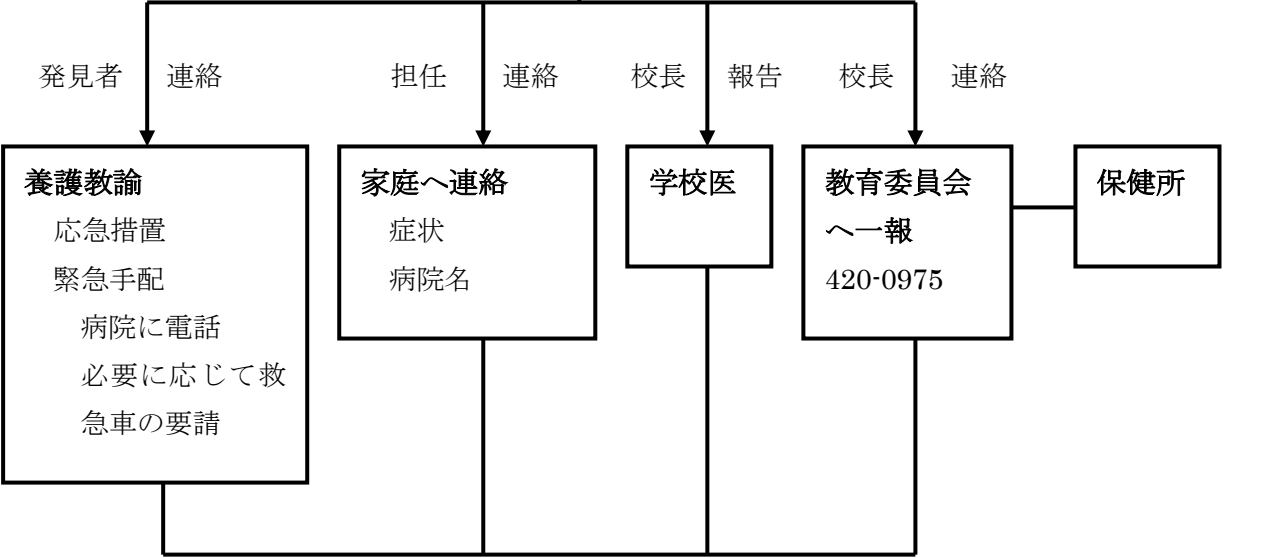 発見者 連絡 担任 連絡 校長 報告 校長 連絡
養護教諭
応急措置
緊急手配
病院に電話
必要に応じて救
急車の要請
家庭へ連絡
症状
病院名
学校医
教育委員会
へ一報
420-0975
保健所